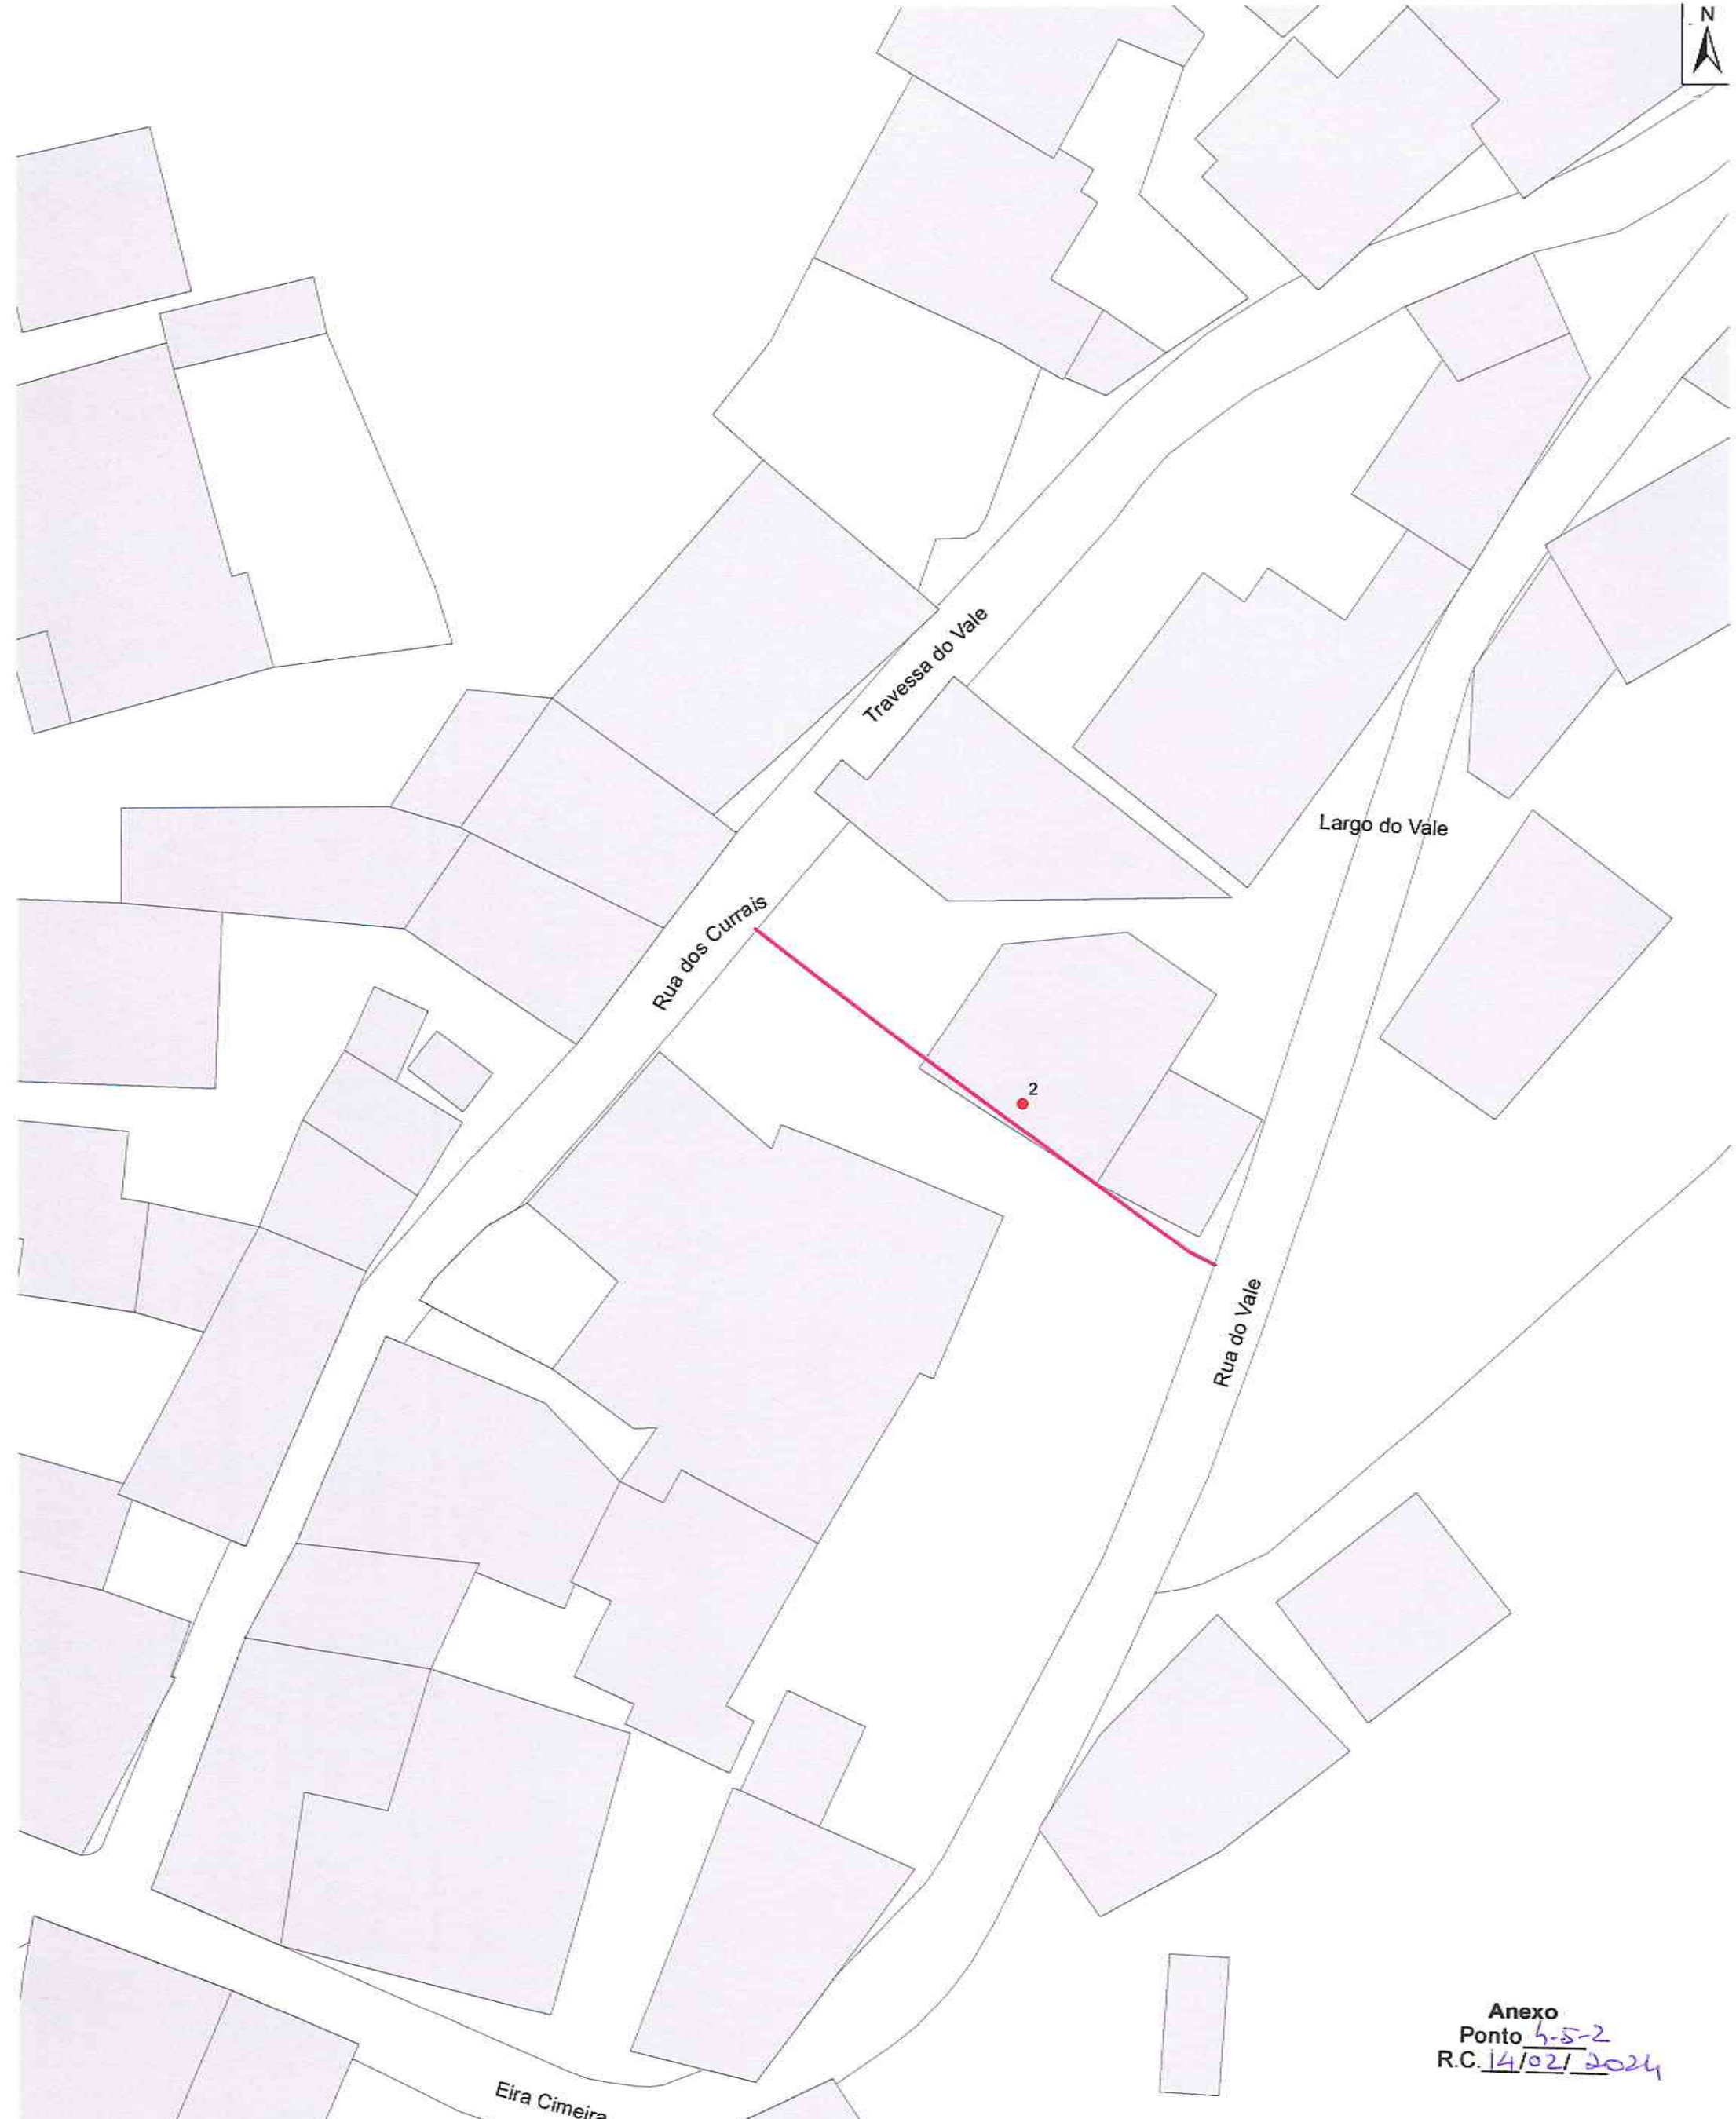 N
Travessa do Vale
Largo do Vale
Rua dos Currais
2
Rua do Vale
Anexo
Ponto 4-5-2
R.C. 14/02/2024
Eira Cimeira